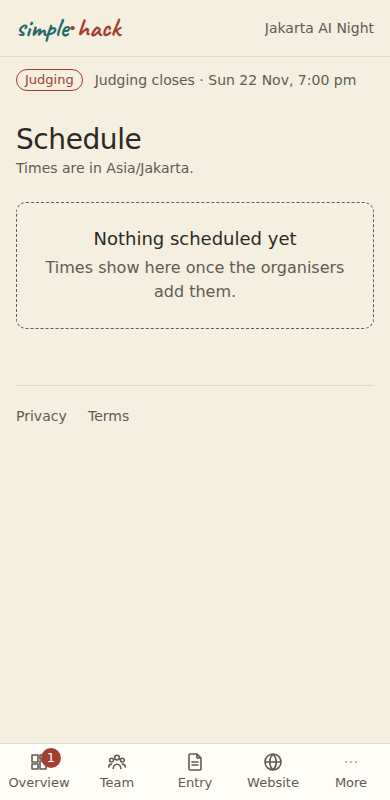 simple·hack
Jakarta AI Night
Judging
Judging closes · Sun 22 Nov, 7:00 pm
Schedule
Times are in Asia/Jakarta.
Nothing scheduled yet
Times show here once the organisers
add them.
Privacy
Terms
1
Overview
Team
Entry
Website
More